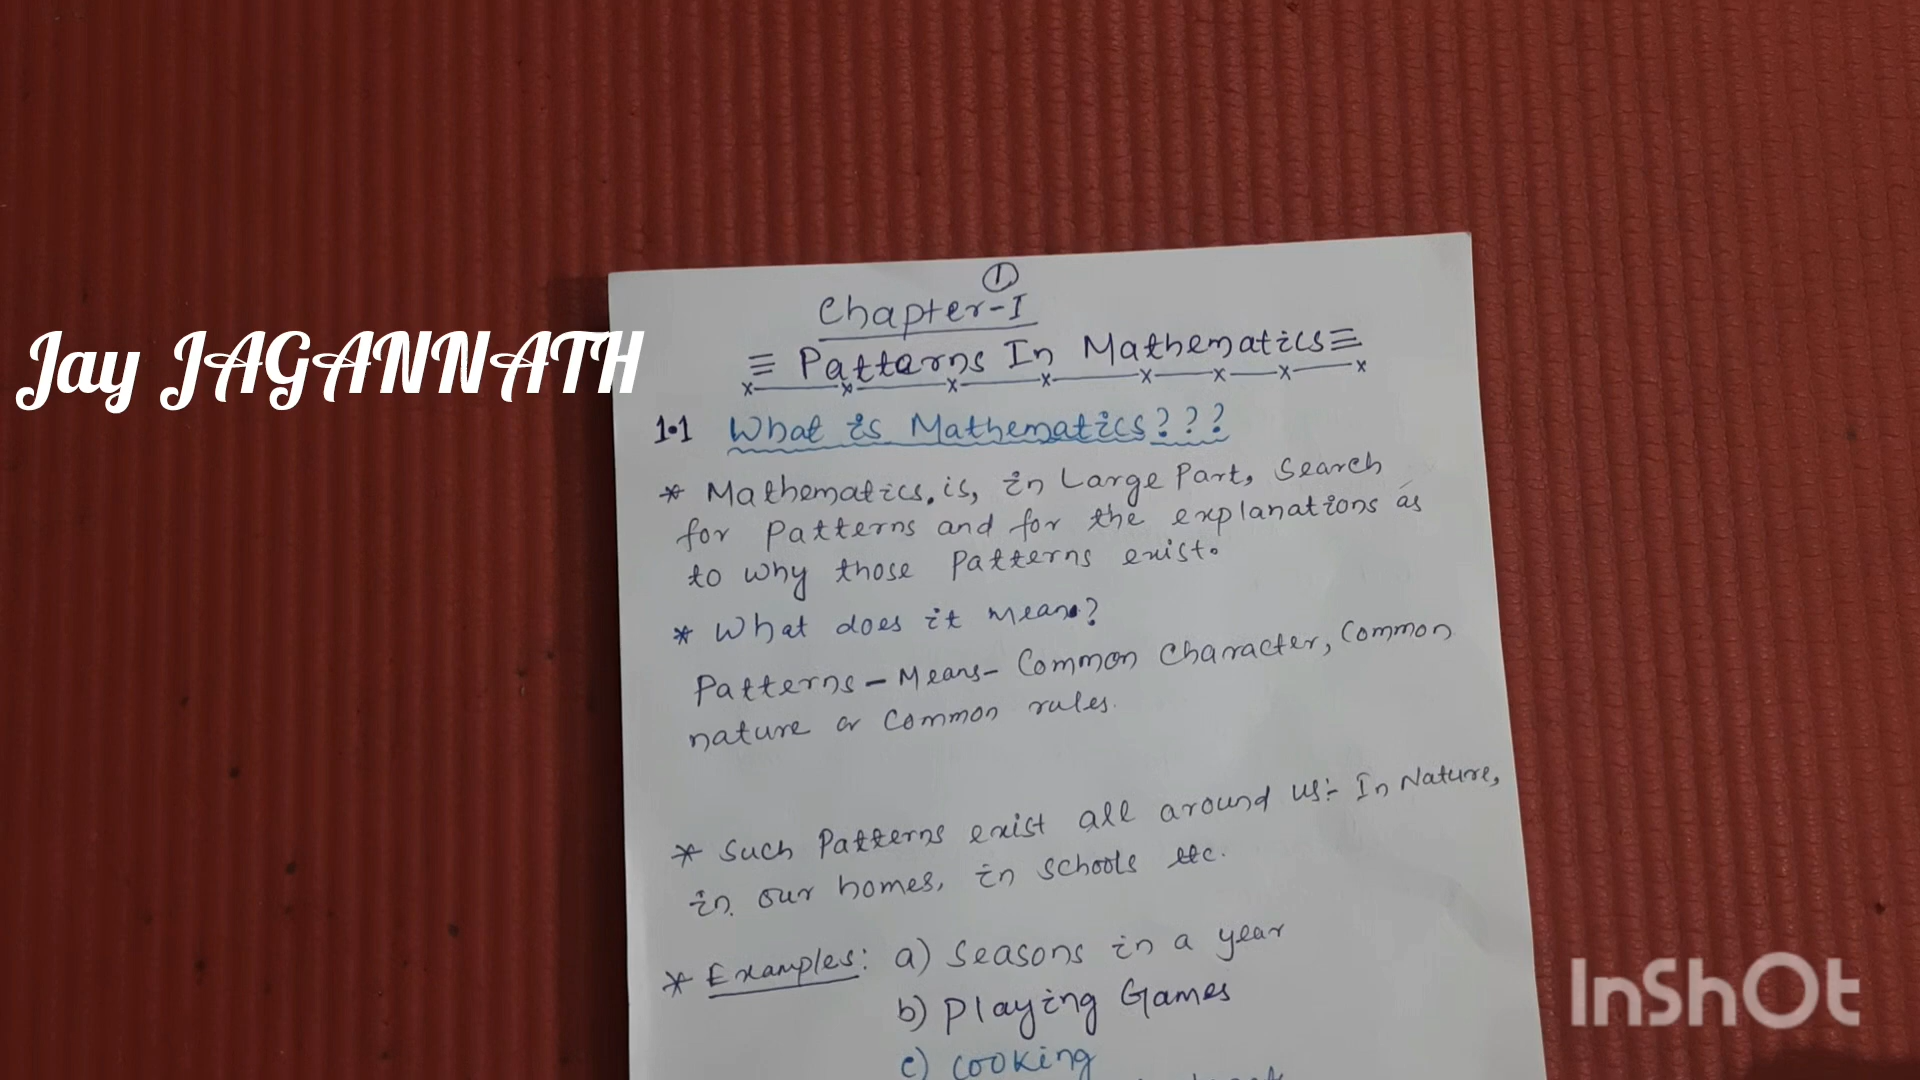 Jay JAGANNATH
1
Chapter-I
≡ Patterns In Mathematics ≡
1.1 What is Mathematics???
* Mathematics. is, in Large Part, Search
for Patterns and for the explanations as
to why those Patterns exist.
* What does it mean?
Patterns - Means - Common Character, Common
nature or Common rules.
* Such Patterns exist all around us:- In Nature,
in our homes, in schools etc.
* Examples: a) Seasons in a year
b) Playing Games
c) Cooking
InShOt